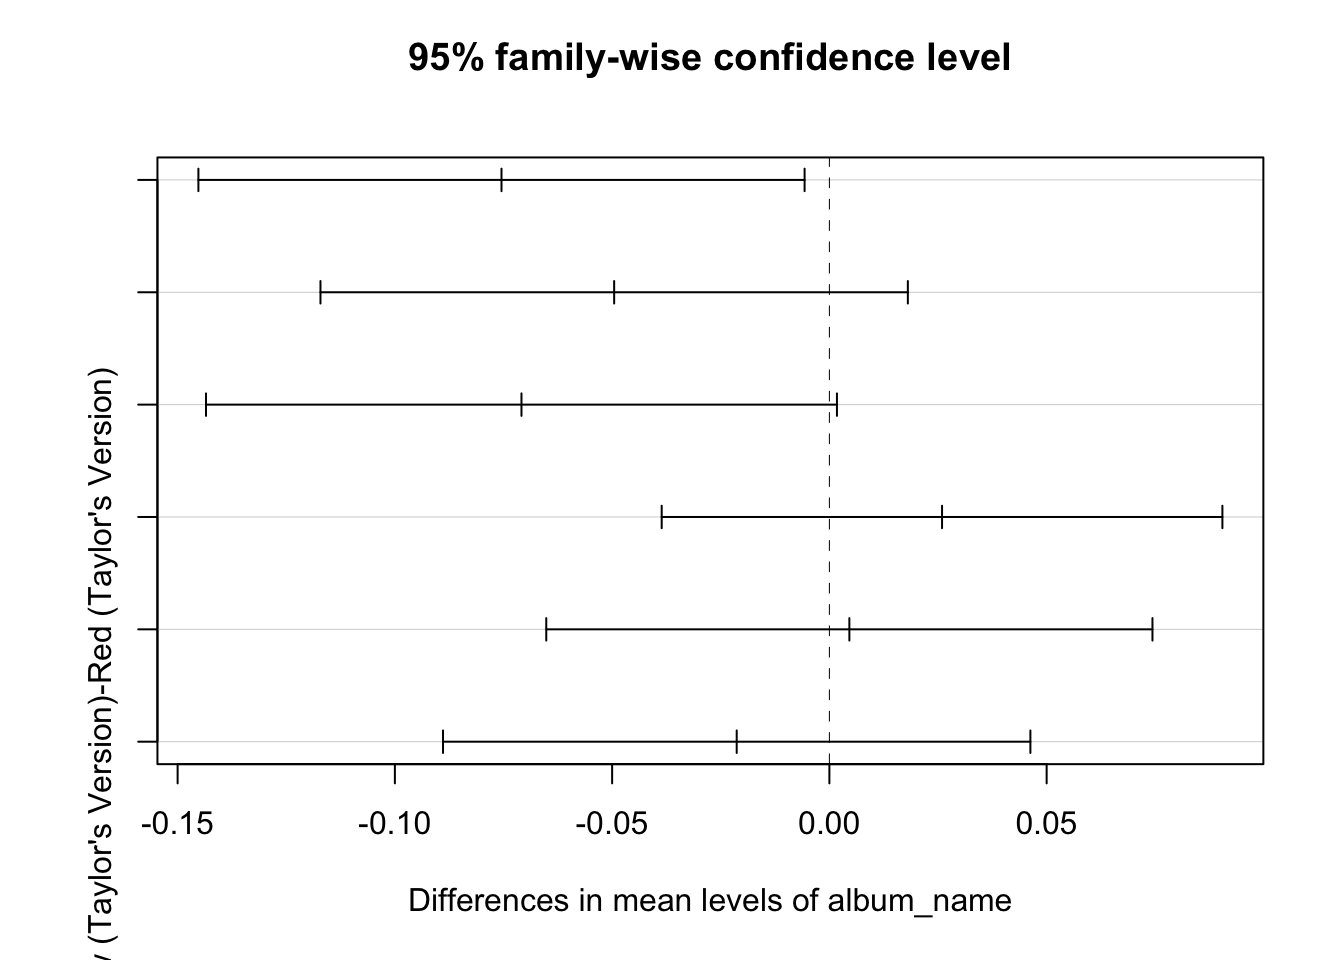 95% family-wise confidence level
(Taylor's Version)-Red (Taylor's Version)
-0.15 -0.10 -0.05 0.00 0.05
Differences in mean levels of album_name